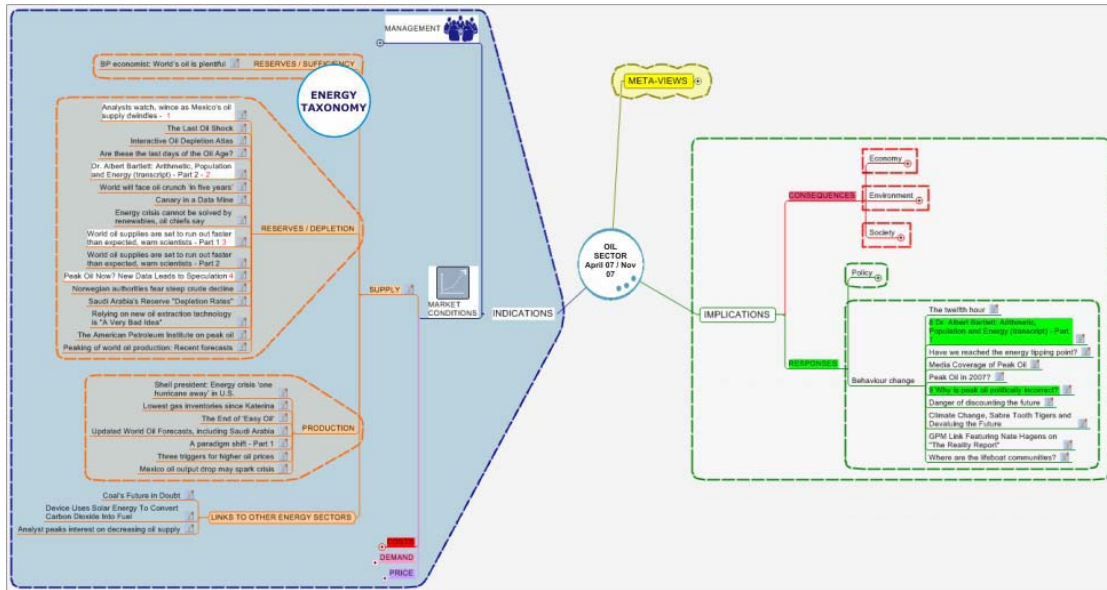 MANAGEMENT
BP economist: World's oil is plentiful
RESERVES / SUFFICIENCY
ENERGY
TAXONOMY
Analysts watch, wince as Mexico's oil
supply dwindles - 1
The Last Oil Shock
Interactive Oil Depletion Atlas
Are these the last days of the Oil Age?
Dr. Albert Bartlett: Arithmetic, Population
and Energy (transcript) - Part 2 - 2
World will face oil crunch 'in five years'
Canary in a Data Mine
Energy crisis cannot be solved by
renewables, oil chiefs say
World oil supplies are set to run out faster
than expected, warn scientists - Part 1 3
World oil supplies are set to run out faster
than expected, warn scientists - Part 2
Peak Oil Now? New Data Leads to Speculation 4
Norwegian authorities fear steep crude decline
Saudi Arabia's Reserve "Depletion Rates"
Relying on new oil extraction technology
is "A Very Bad Idea"
The American Petroleum Institute on peak oil
Peaking of world oil production: Recent forecasts
RESERVES / DEPLETION
Shell president: Energy crisis 'one
hurricane away' in U.S.
Lowest gas inventories since Katerina
The End of 'Easy Oil'
Updated World Oil Forecasts, including Saudi Arabia
A paradigm shift - Part 1
Three triggers for higher oil prices
Mexico oil output drop may spark crisis
PRODUCTION
Coal's Future in Doubt
Device Uses Solar Energy To Convert
Carbon Dioxide Into Fuel
Analyst peaks interest on decreasing oil supply
LINKS TO OTHER ENERGY SECTORS
SUPPLY
COSTS
DEMAND
PRICE
MARKET
CONDITIONS
INDICATIONS
OIL
SECTOR
April 07 / Nov
07
META-VIEWS
IMPLICATIONS
CONSEQUENCES
Economy
Environment
Society
RESPONSES
Policy
Behaviour change
The twelfth hour
Dr. Albert Bartlett: Arithmetic,
Population and Energy (transcript) - Part
Have we reached the energy tipping point?
Media Coverage of Peak Oil
Peak Oil in 2007?
Why is peak oil politically incorrect?
Danger of discounting the future
Climate Change, Sabre Tooth Tigers and
Devaluing the Future
GPM Link Featuring Nate Hagens on
"The Reality Report"
Where are the lifeboat communities?